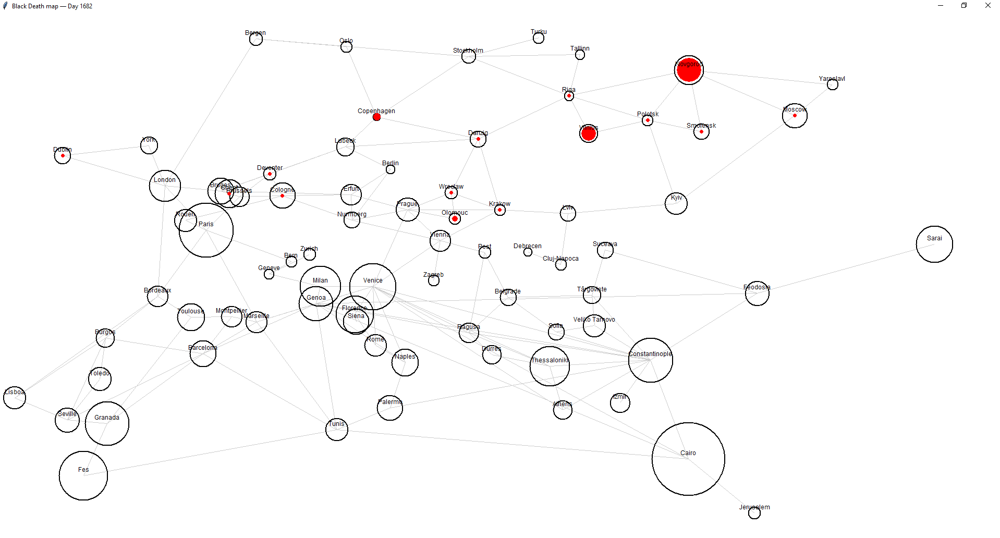 Black Death map — Day 1682
Bergen
Oslo
Turku
Stockholm
Tallinn
Novgorod
Yaroslavl
Riga
Copenhagen
Polotsk
Moscow
Smolensk
Vilnius
Danzig
Lubeck
York
Dublin
Berlin
Deventer
London
Bruges
Ghent
Brussels
Cologne
Erfurt
Wrocław
Prague
Krakow
Kyiv
Lviv
Rouen
Nurmberg
Olomouc
Paris
Vienna
Sarai
Pest
Debrecen
Suceava
Zurich
Bern
Cluj-Napoca
Geneve
Zagreb
Milan
Venice
Bordeaux
Belgrade
Târgoviste
Feodosia
Genoa
Florence
Toulouse
Montpellier
Marseille
Siena
Veliko Tarnovo
Ragusa
Sofia
Burgos
Rome
Barcelona
Durres
Constantinople
Naples
Thessaloniki
Toledo
Lisboa
Izmir
Palermo
Athens
Seville
Granada
Tunis
Cairo
Fes
Jerusalem